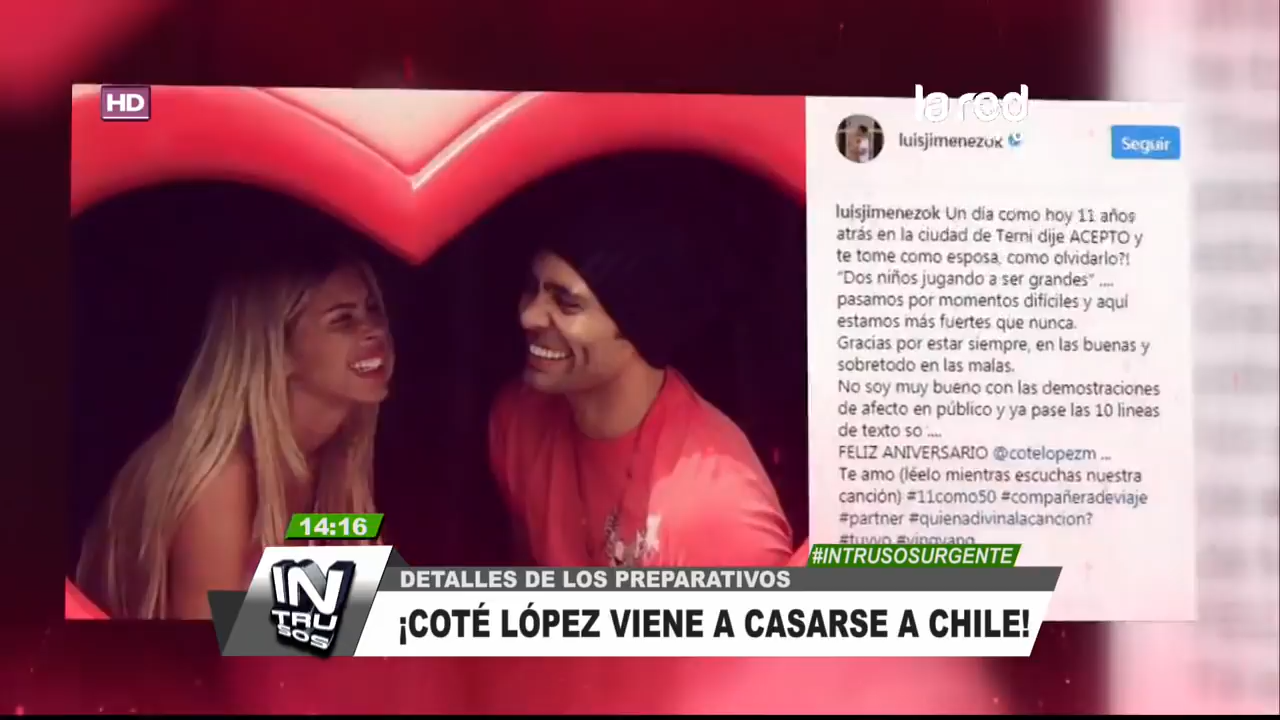 HD
la red
luisjimenezok
Seguir
luisjimenezok Un día como hoy 11 años
atrás en la ciudad de Terni dije ACEPTO y
te tome como esposa, como olvidarlo?!
"Dos niños jugando a ser grandes" ....
pasamos por momentos difíciles y aquí
estamos más fuertes que nunca.
Gracias por estar siempre, en las buenas y
sobretodo en las malas.
No soy muy bueno con las demostraciones
de afecto en público y ya pase las 10 lineas
de texto so ....
FELIZ ANIVERSARIO @cotelopezm ...
Te amo (léelo mientras escuchas nuestra
canción) #11como50 #compañeradeviaje
#partner #quienadivinalacancion?
#tuyyo #yingyang
14:16
#INTRUSOSURGENTE
INTRUSOS
DETALLES DE LOS PREPARATIVOS
¡COTÉ LÓPEZ VIENE A CASARSE A CHILE!